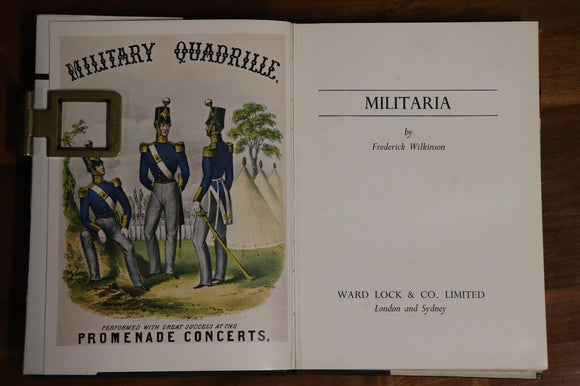 MILITARY QUADRILLE,
PERFORMED WITH GREAT SUCCESS AT THE
PROMENADE CONCERTS,
MILITARIA
by
Frederick Wilkinson
WARD LOCK & CO. LIMITED
London and Sydney